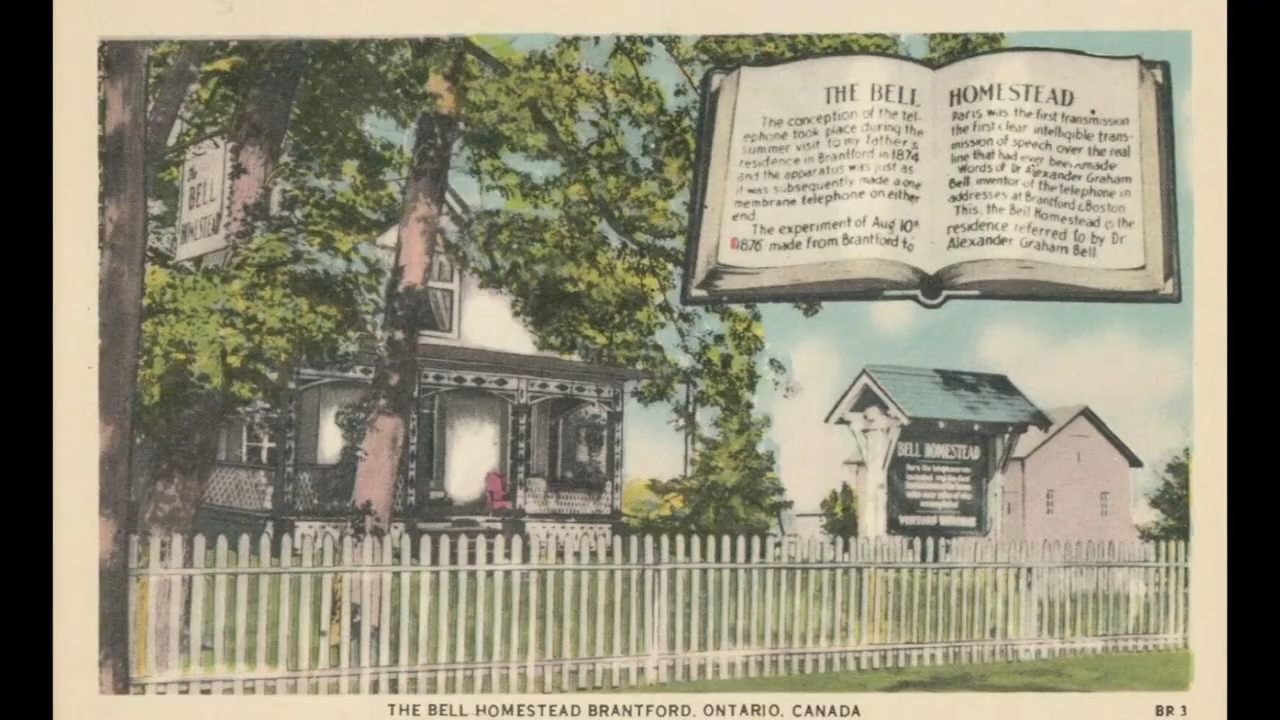 The
BELL
HOMESTEAD
THE BELL
The conception of the tel-
ephone took place during the
summer visit to my father's
residence in Brantford in 1874
and the apparatus was just as
it was subsequently made a one
membrane telephone on either
end.
The experiment of Aug 10th
1876 made from Brantford to
HOMESTEAD
Paris was the first transmission
the first clear intelligible trans-
mission of speech over the real
line that had ever been made
Words of Dr Alexander Graham
Bell inventor of the telephone in
addresses at Brantford & Boston
This, the Bell Homestead is the
residence referred to by Dr
Alexander Graham Bell.
BELL HOMESTEAD
THE BELL HOMESTEAD BRANTFORD, ONTARIO, CANADA
BR 3